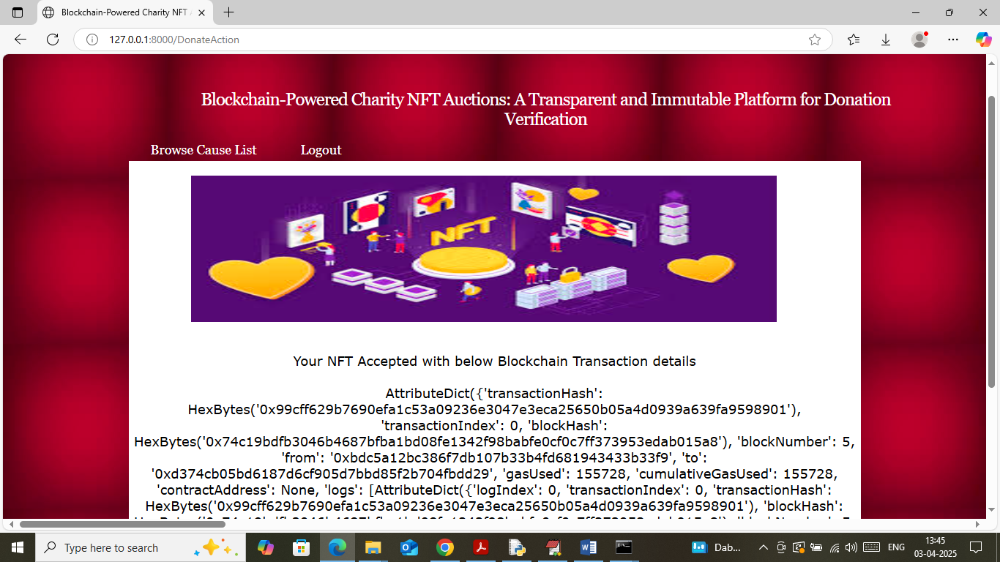 Blockchain-Powered Charity NFT A
127.0.0.1:8000/DonateAction
Blockchain-Powered Charity NFT Auctions: A Transparent and Immutable Platform for Donation
Verification
Browse Cause List
Logout
NFT
Your NFT Accepted with below Blockchain Transaction details
AttributeDict({'transactionHash':
HexBytes('0x99cff629b7690efa1c53a09236e3047e3eca25650b05a4d0939a639fa9598901'),
'transactionIndex': 0, 'blockHash':
HexBytes('0x74c19bdfb3046b4687bfba1bd08fe1342f98babfe0cf0c7ff373953edab015a8'), 'blockNumber': 5,
'from': '0xbdc5a12bc386f7db107b33b4fd681943433b33f9', 'to':
'0xd374cb05bd6187d6cf905d7bbd85f2b704fbdd29', 'gasUsed': 155728, 'cumulativeGasUsed': 155728,
'contractAddress': None, 'logs': [AttributeDict({'logIndex': 0, 'transactionIndex': 0, 'transactionHash':
HexBytes('0x99cff629b7690efa1c53a09236e3047e3eca25650b05a4d0939a639fa9598901'), 'blockHash':
Type here to search
Dab...
ENG
13:45
03-04-2025